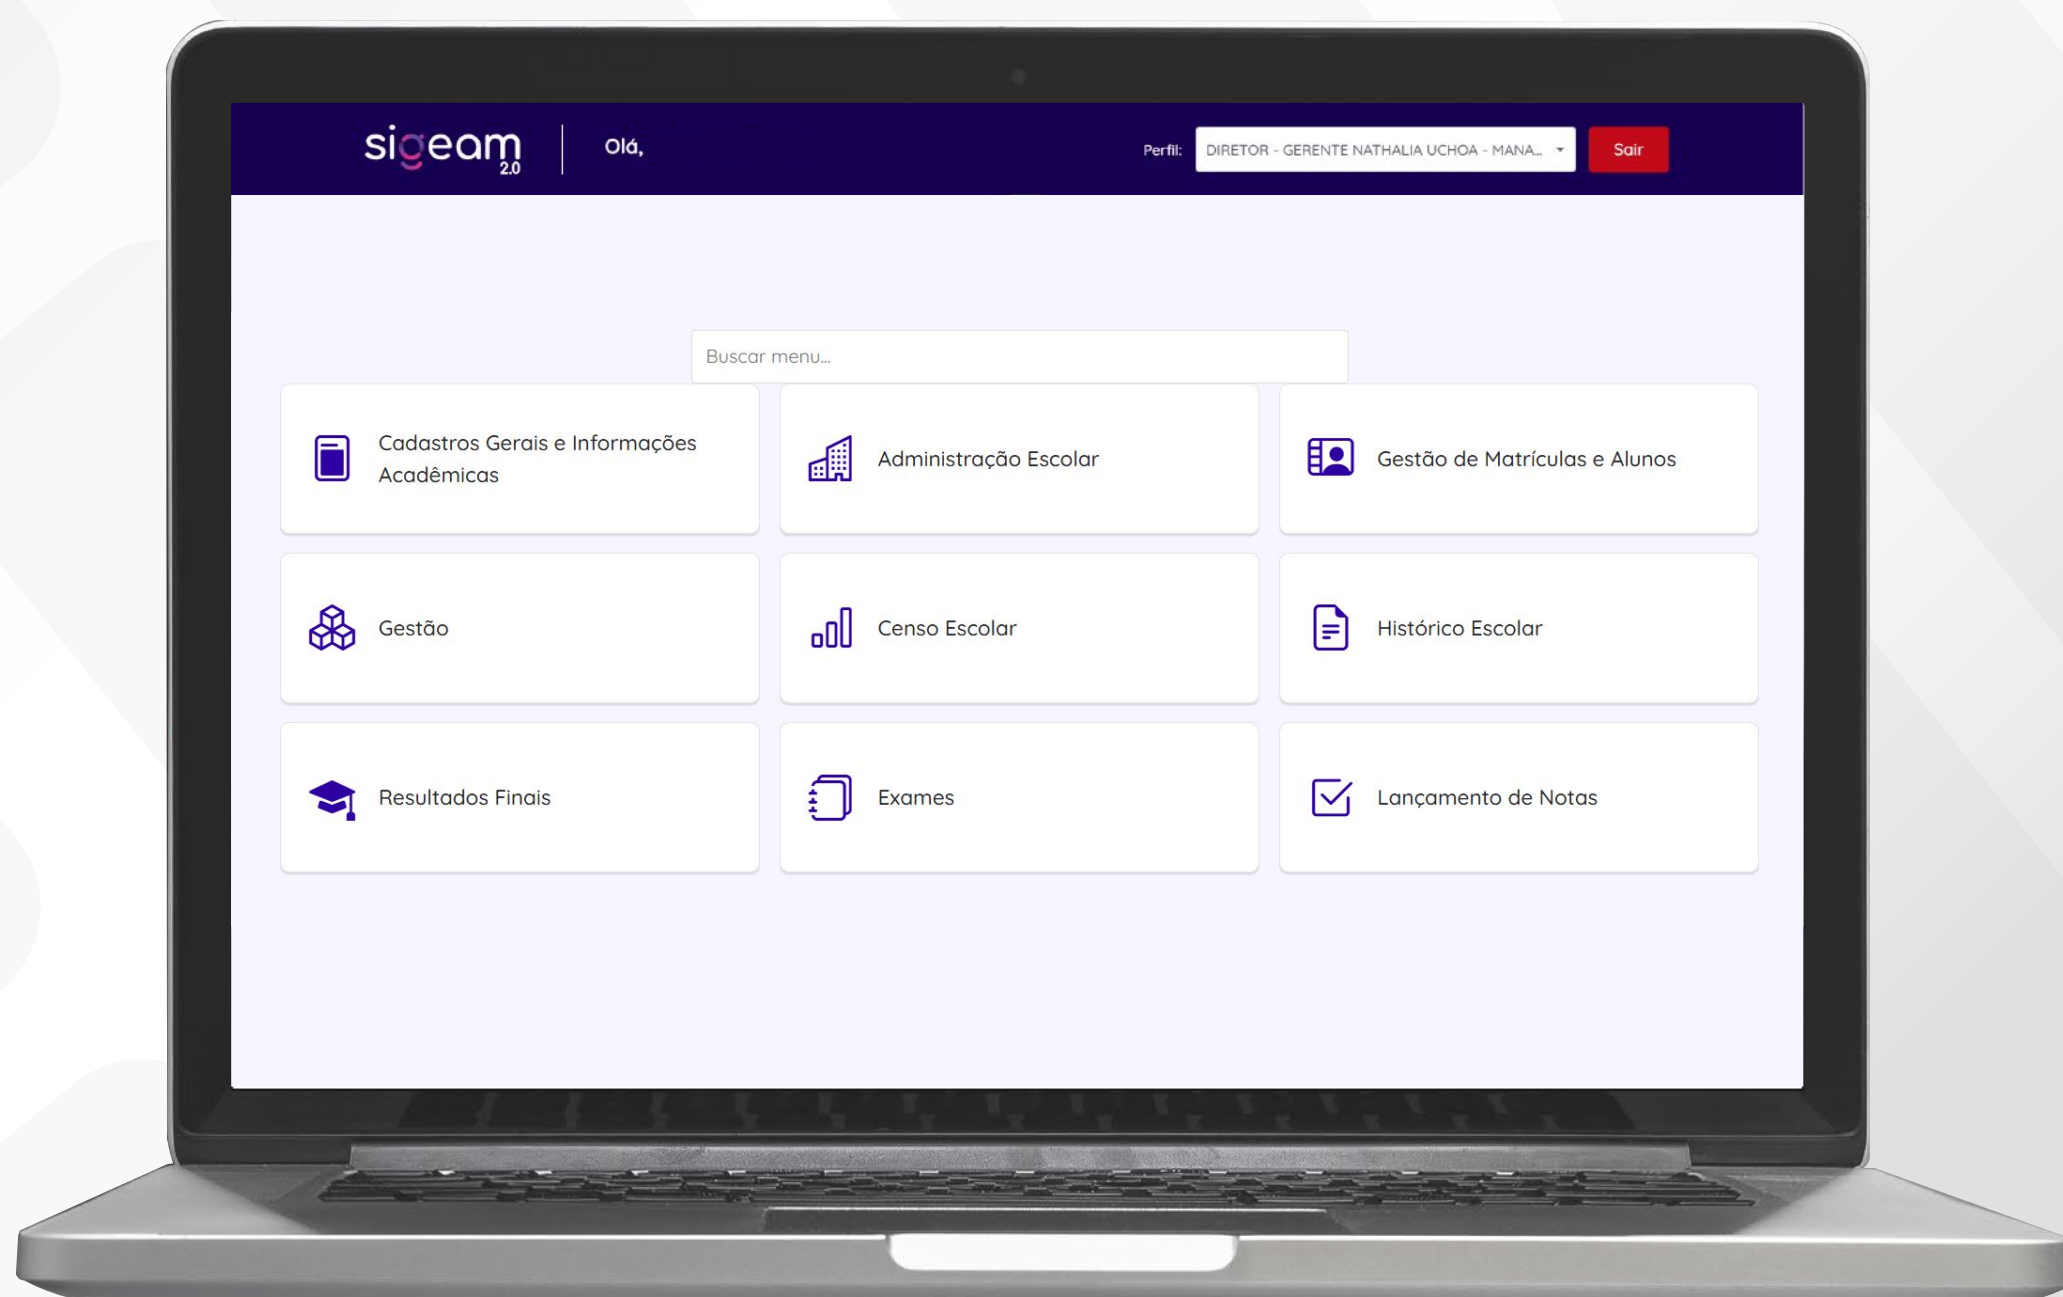 sigeam
2.0
Olá,
Perfil:
DIRETOR - GERENTE NATHALIA UCHOA - MANA...
Sair
Buscar menu...
Cadastros Gerais e Informações
Acadêmicas
Administração Escolar
Gestão de Matrículas e Alunos
Gestão
Censo Escolar
Histórico Escolar
Resultados Finais
Exames
Lançamento de Notas